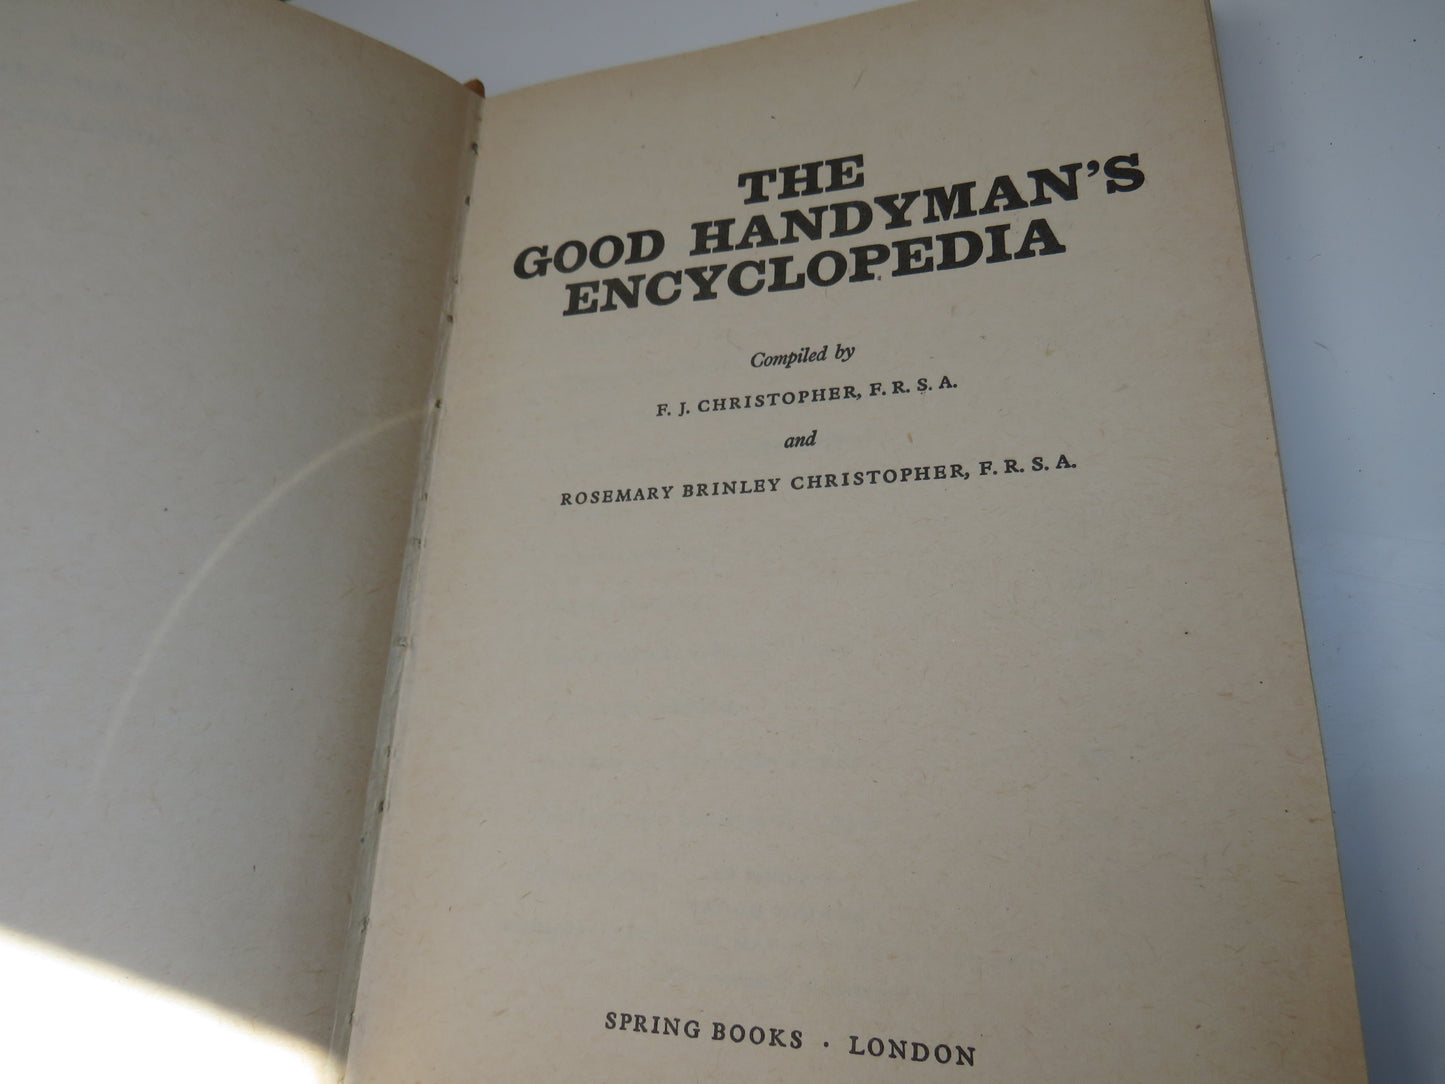 THE
GOOD HANDYMAN'S
ENCYCLOPEDIA
Compiled by
F. J. CHRISTOPHER, F. R. S. A.
and
ROSEMARY BRINLEY CHRISTOPHER, F. R. S. A.
SPRING BOOKS · LONDON